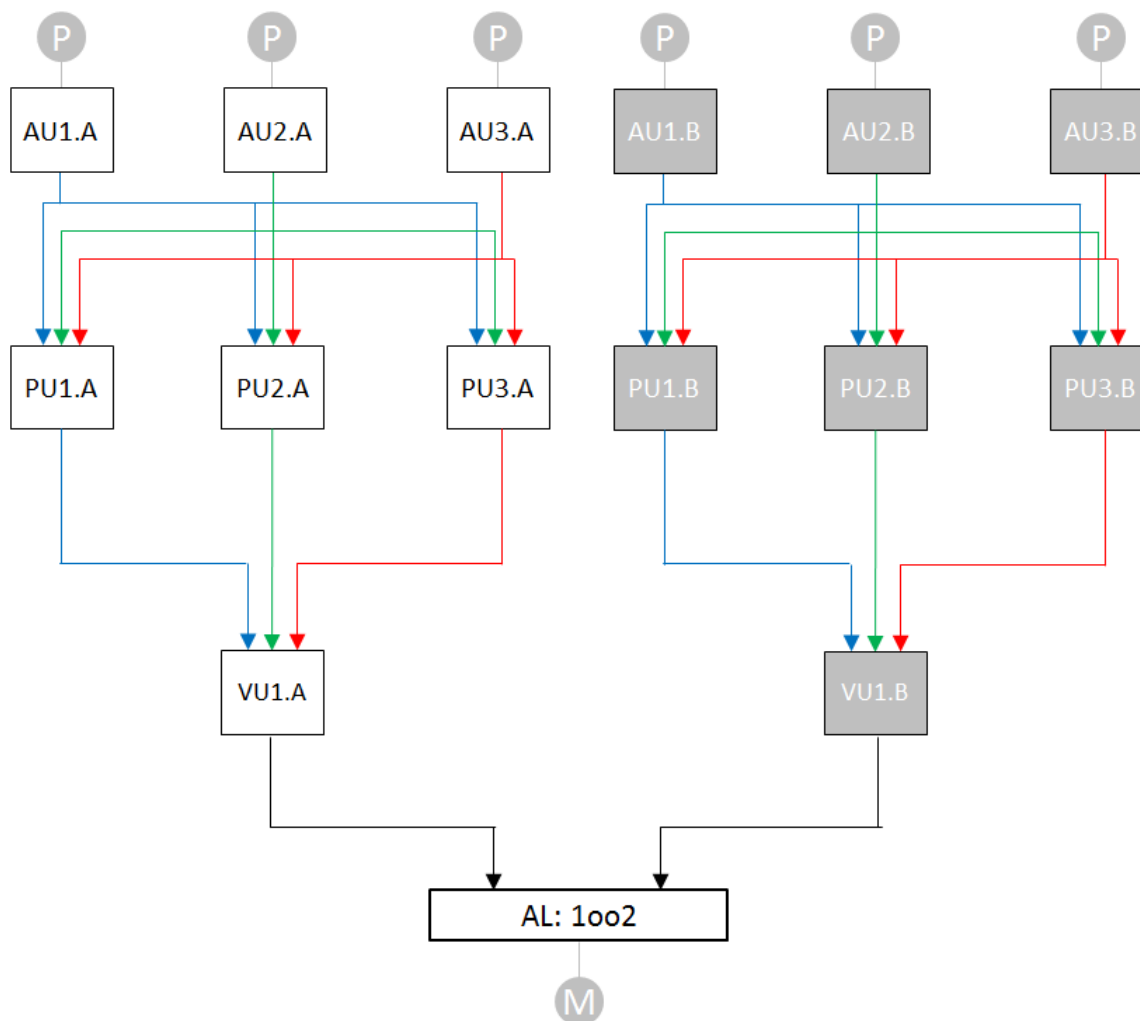 P P P P P P
AU1.A AU2.A AU3.A AU1.B AU2.B AU3.B
PU1.A PU2.A PU3.A PU1.B PU2.B PU3.B
VU1.A VU1.B
AL: 1oo2
M